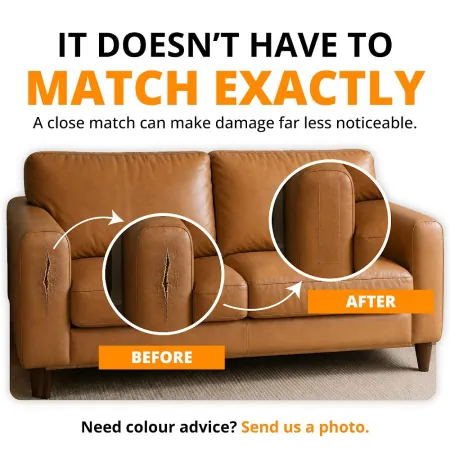 IT DOESN'T HAVE TO
MATCH EXACTLY
A close match can make damage far less noticeable.
BEFORE
AFTER
Need colour advice? Send us a photo.